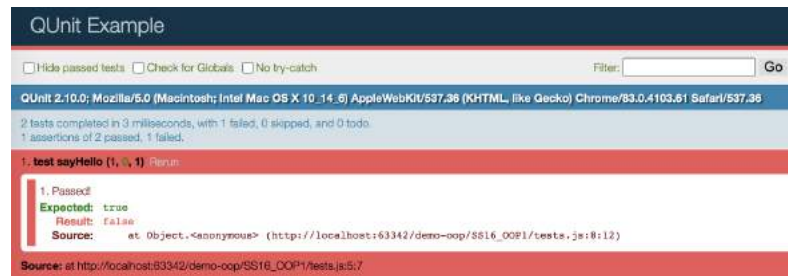 QUnit Example
Hide passed tests Check for Globals No try-catch Filter: Go
QUnit 2.10.0; Mozilla/5.0 (Macintosh; Intel Mac OS X 10_14_6) AppleWebKit/537.36 (KHTML, like Gecko) Chrome/83.0.4103.61 Safari/537.36
2 tests completed in 3 milliseconds, with 1 failed, 0 skipped, and 0 todo.
1 assertions of 2 passed, 1 failed.
1. test sayHello (1, 0, 1) Rerun
1. Passed!
Expected: true
Result: false
Source: at Object.<anonymous> (http://localhost:63342/demo-oop/SS16_OOP1/tests.js:8:12)
Source: at http://localhost:63342/demo-oop/SS16_OOP1/tests.js:5:7